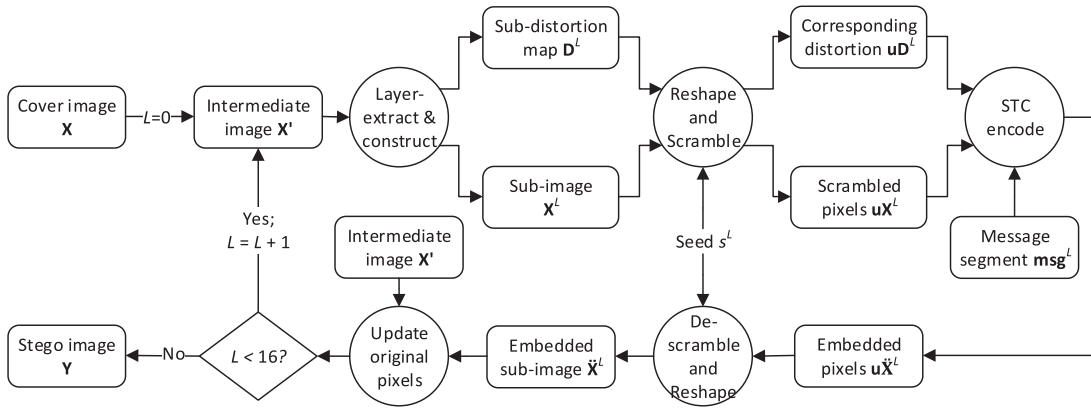 Cover image
X
L=0
Intermediate
image X'
Layer-
extract &
construct
Sub-distortion
map D^L
Sub-image
X^L
Reshape
and
Scramble
Corresponding
distortion uD^L
Scrambled
pixels uX^L
STC
encode
Message
segment msg^L
Seed s^L
Yes;
L = L + 1
Intermediate
image X'
Stego image
Y
No
L < 16?
Update
original
pixels
Embedded
sub-image Ẍ^L
De-
scramble
and
Reshape
Embedded
pixels uẌ^L